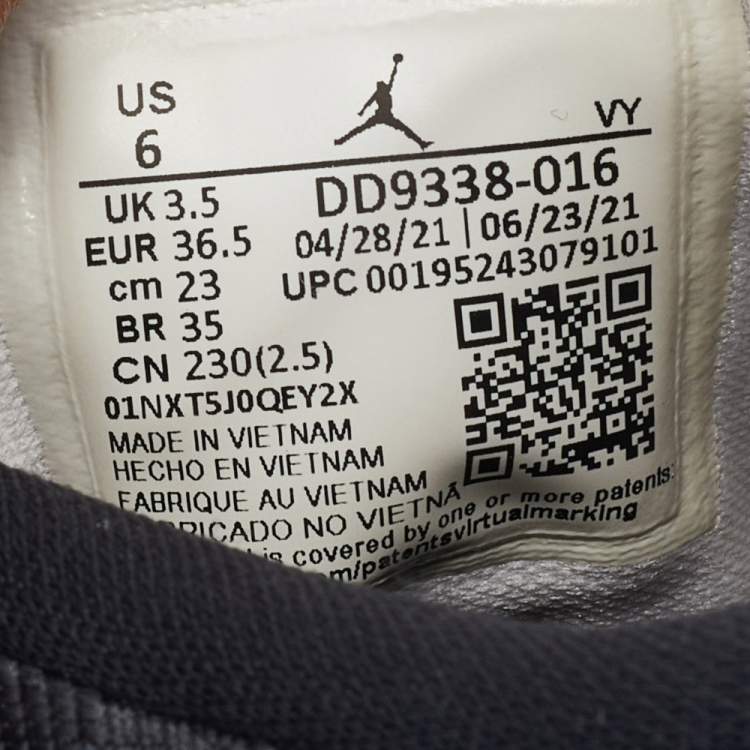 US
6
VY
UK 3.5
EUR 36.5
cm 23
BR 35
CN 230(2.5)
01NXT5J0QEY2X
DD9338-016
04/28/21 | 06/23/21
UPC 00195243079101
MADE IN VIETNAM
HECHO EN VIETNAM
FABRIQUE AU VIETNAM
NO VIETNÃ
is covered by one or more patents: